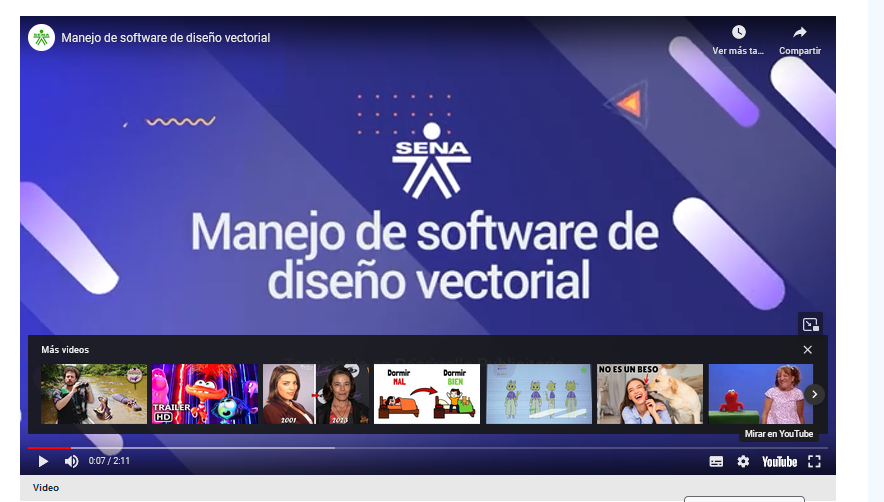 Manejo de software de diseño vectorial
Ver más ta...
Compartir
SENA
Manejo de software de
diseño vectorial
Más videos
TRAILER
HD
2001
Dormir
MAL
Dormir
BIEN
NO ES UN BESO
Mirar en YouTube
0:07 / 2:11
YouTube
Video